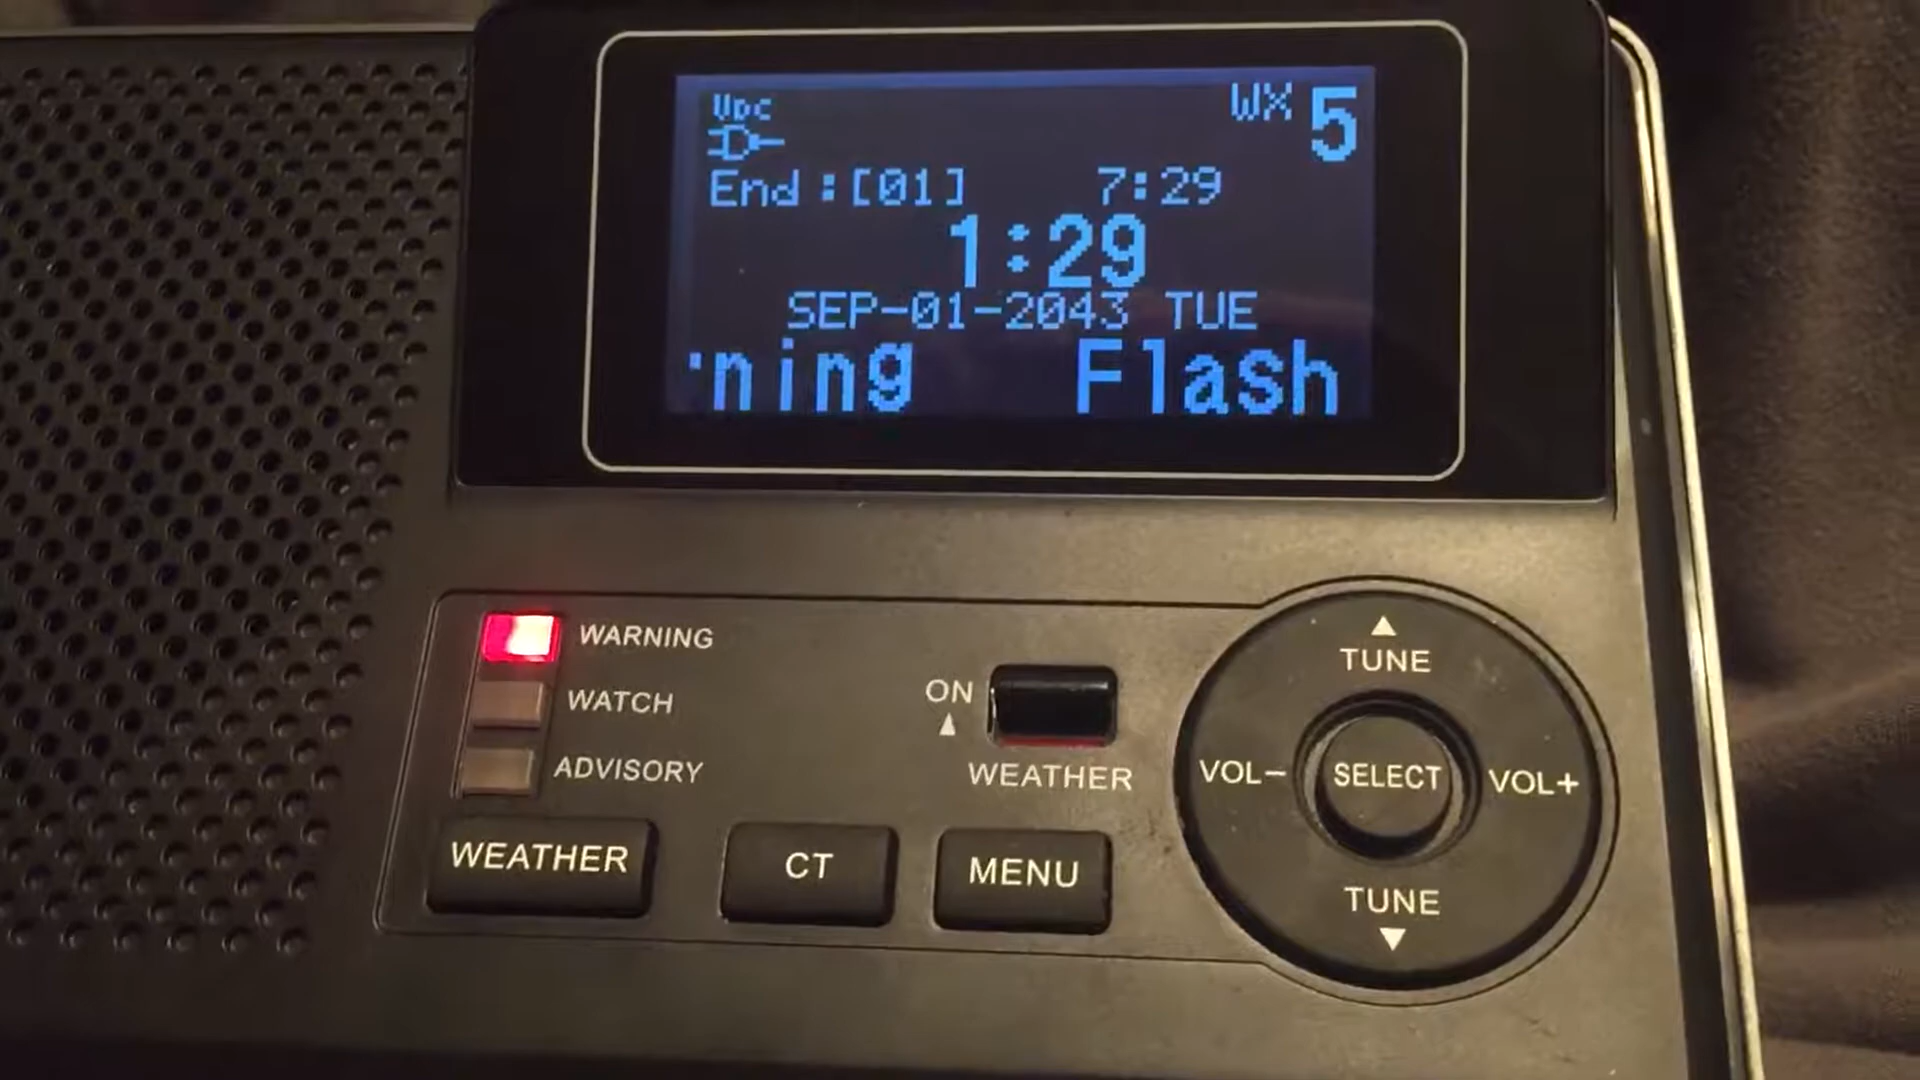 VDC WX 5
End:[01] 7:29
1:29
SEP-01-2043 TUE
ning Flash
WARNING
WATCH
ADVISORY
ON
▲
WEATHER
WEATHER
CT
MENU
▲
TUNE
VOL−
SELECT
VOL+
TUNE
▼